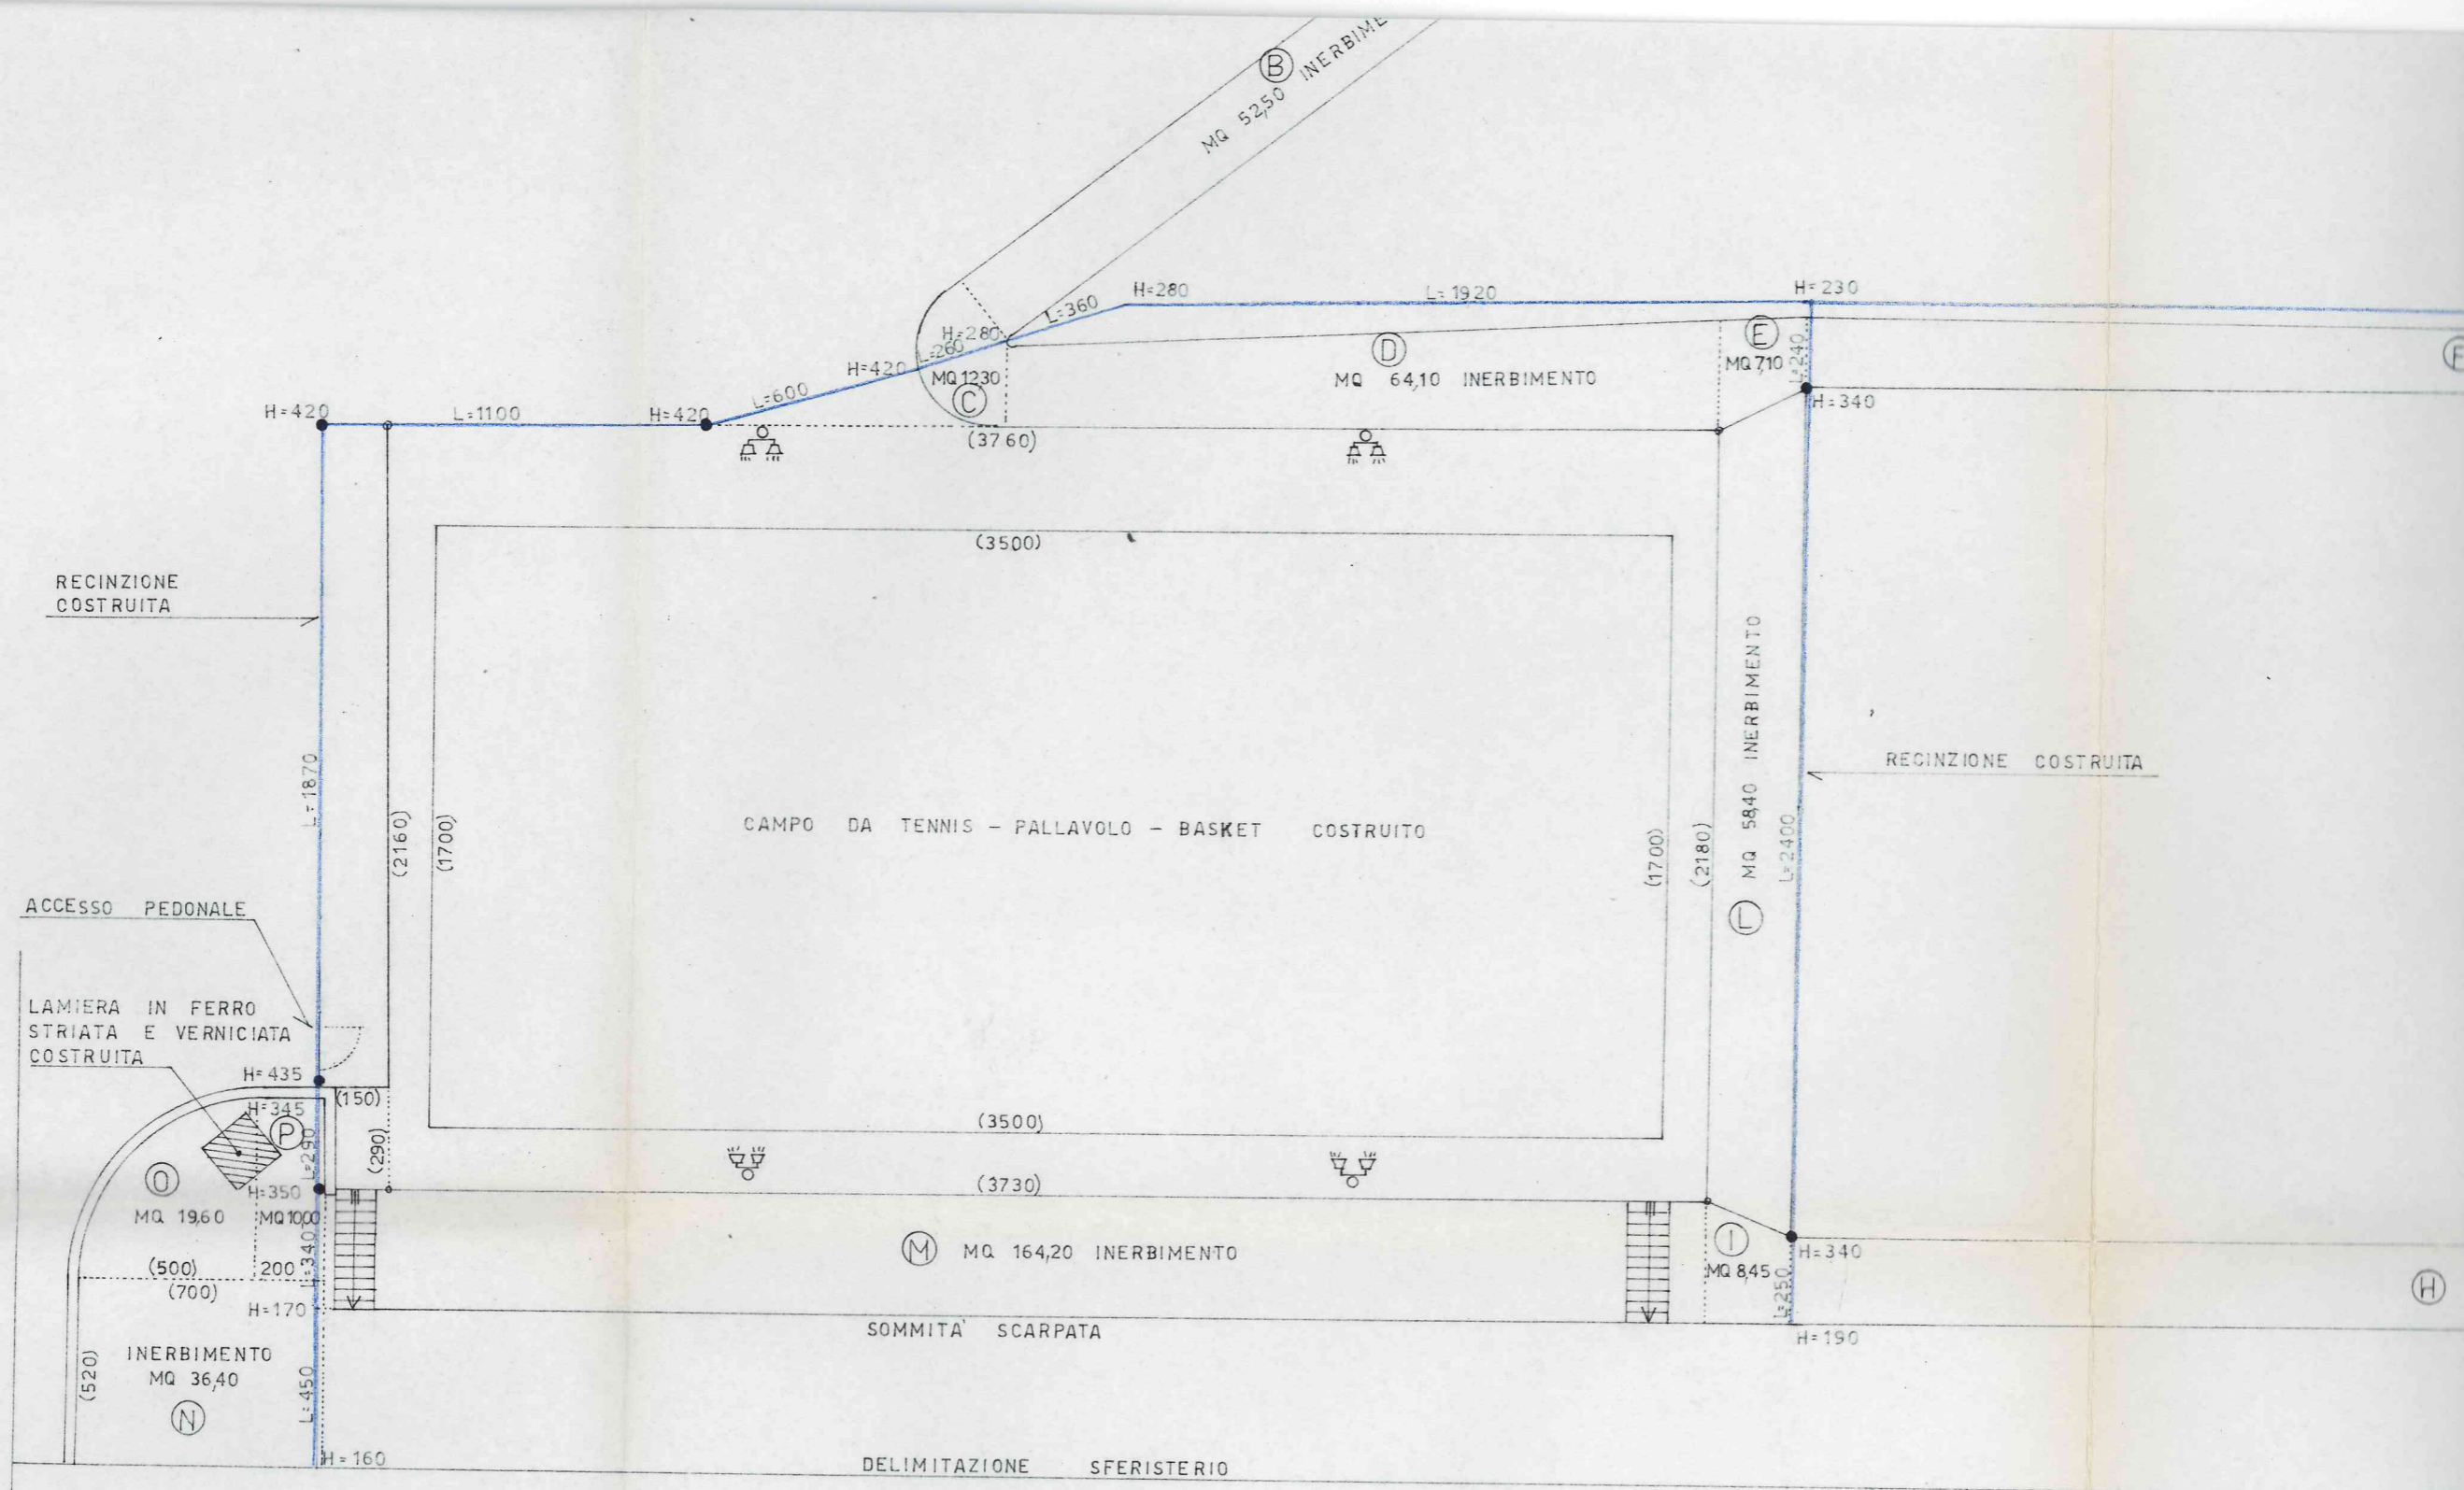 B
INERBIME
MQ 52,50
H=280
L=1920
H=230
L=360
H=280
L=260
H=420
MQ 12,30
C
L=600
D
MQ 64,10 INERBIMENTO
E
MQ 7,10
L=240
F
H=340
H=420
L=1100
H=420
(3760)
(3500)
RECINZIONE
COSTRUITA
L=1870
(2160)
(1700)
CAMPO DA TENNIS - PALLAVOLO - BASKET COSTRUITO
(1700)
(2180)
L MQ 58,40 INERBIMENTO
L=2400
RECINZIONE COSTRUITA
ACCESSO PEDONALE
LAMIERA IN FERRO
STRIATA E VERNICIATA
COSTRUITA
H=435
(150)
H=345
P
L=290
(290)
(3500)
O
H=350
(3730)
MQ 19,60
MQ 10,00
L=340
M MQ 164,20 INERBIMENTO
I
H=340
MQ 8,45
L=250
H
(500)
200
(700)
H=170
SOMMITA' SCARPATA
H=190
INERBIMENTO
MQ 36,40
N
(520)
L=450
H=160
DELIMITAZIONE SFERISTERIO